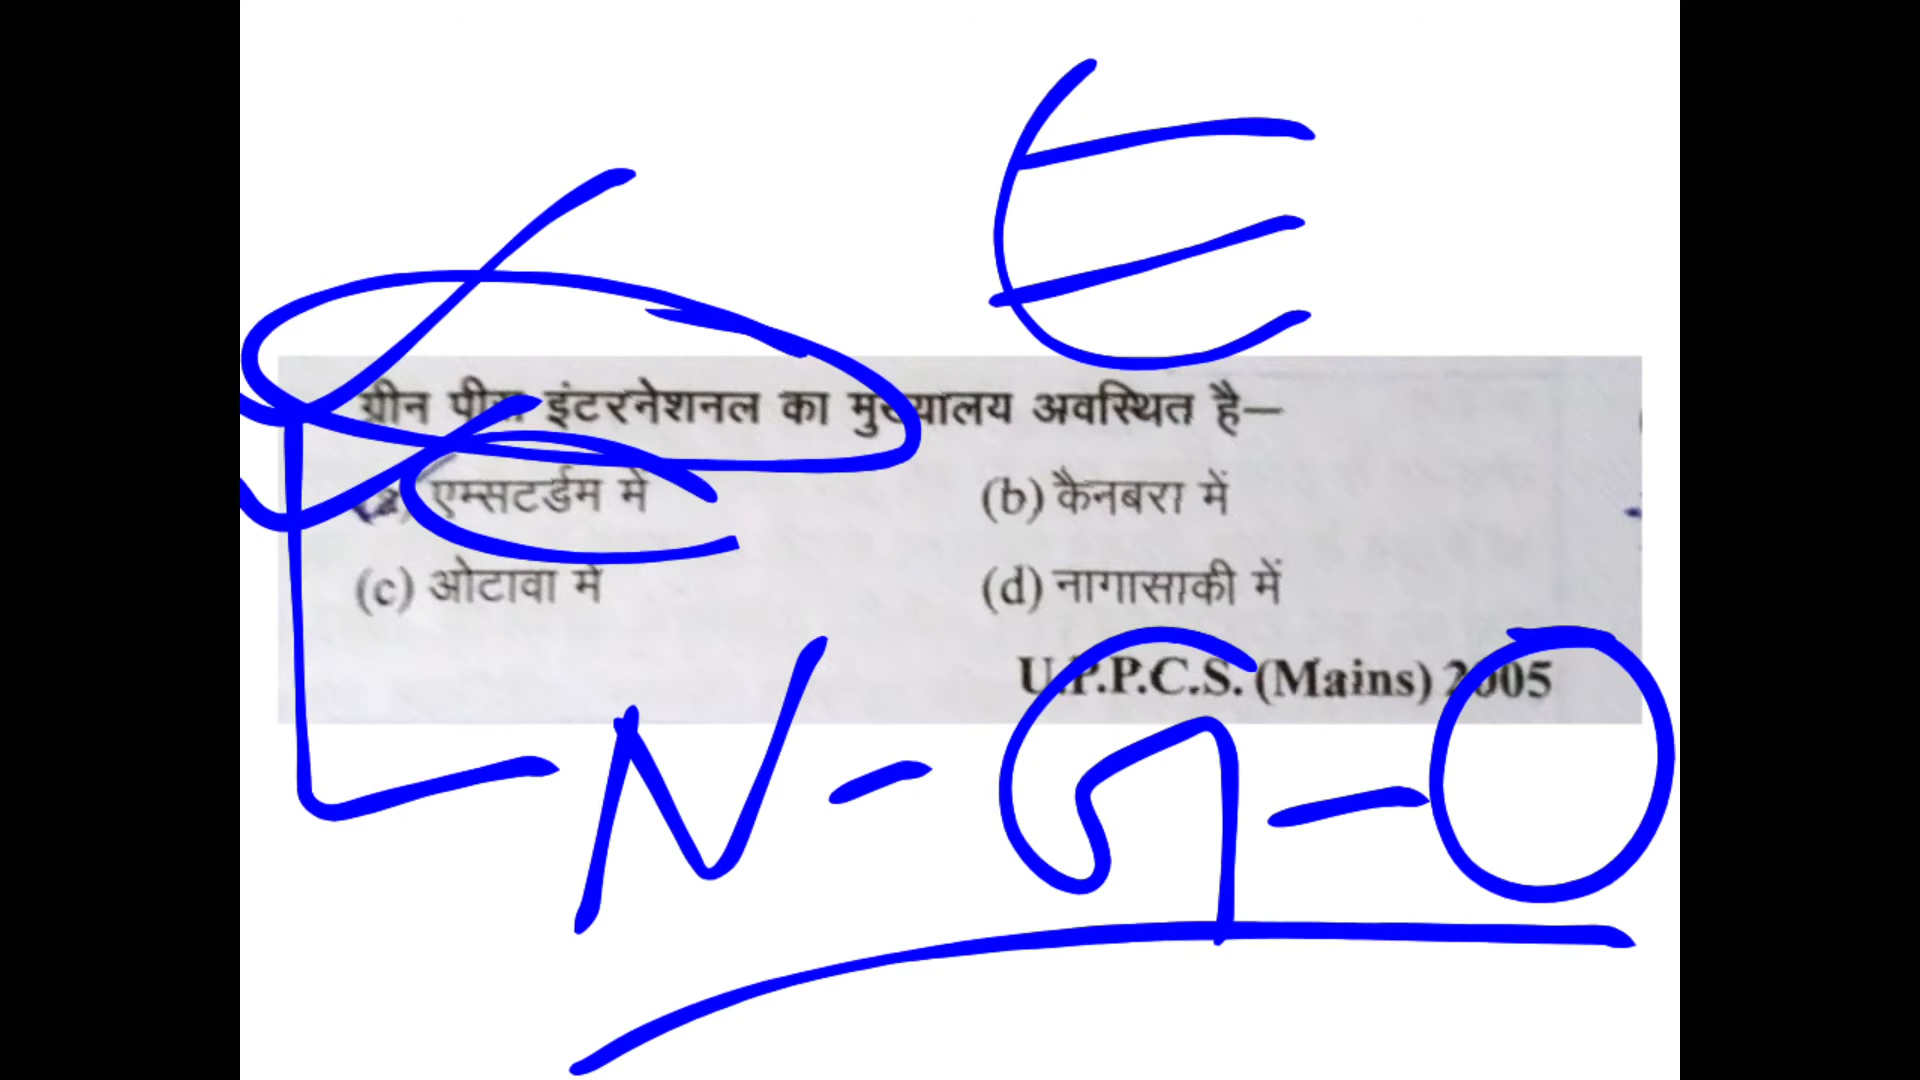 E
ग्रीन पीस इंटरनेशनल का मुख्यालय अवस्थित है—
(a) एम्सटर्डम में (b) कैनबरा में
(c) ओटावा में (d) नागासाकी में
U.P.P.C.S. (Mains) 2005
N-G-O